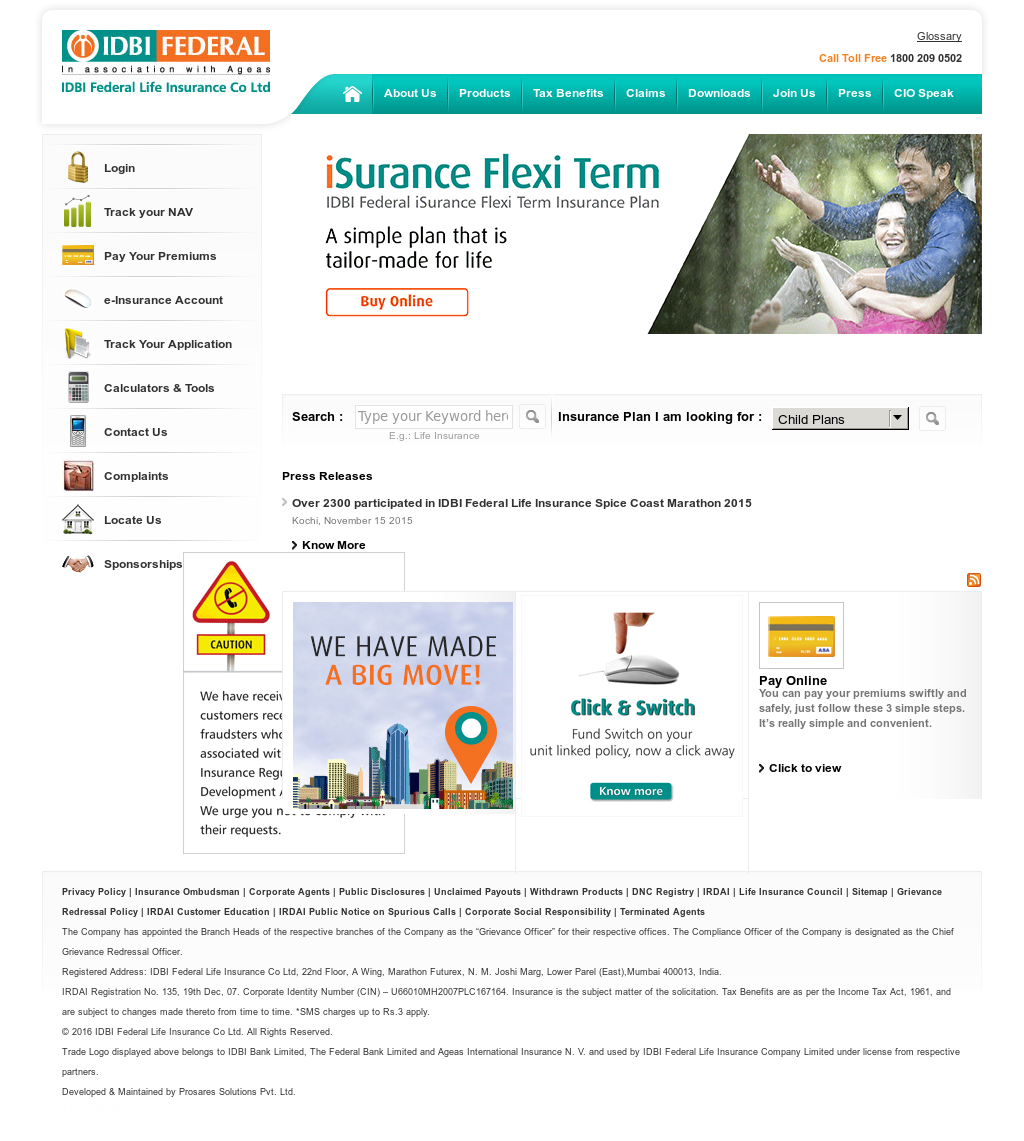 IDBI FEDERAL
In association with Ageas
IDBI Federal Life Insurance Co Ltd
Glossary
Call Toll Free 1800 209 0502
About Us Products Tax Benefits Claims Downloads Join Us Press CIO Speak
Login
Track your NAV
Pay Your Premiums
e-Insurance Account
Track Your Application
Calculators & Tools
Contact Us
Complaints
Locate Us
Sponsorships
iSurance Flexi Term
IDBI Federal iSurance Flexi Term Insurance Plan
A simple plan that is
tailor-made for life
Buy Online
Search : Type your Keyword here Insurance Plan I am looking for : Child Plans
E.g.: Life Insurance
Press Releases
Over 2300 participated in IDBI Federal Life Insurance Spice Coast Marathon 2015
Kochi, November 15 2015
Know More
CAUTION
We have
customers
fraudsters
associated
Insurance
Development
We urge you not to comply with
their requests.
WE HAVE MADE
A BIG MOVE!
Click & Switch
Fund Switch on your
unit linked policy, now a click away
Know more
Pay Online
You can pay your premiums swiftly and
safely, just follow these 3 simple steps.
It's really simple and convenient.
Click to view
Privacy Policy | Insurance Ombudsman | Corporate Agents | Public Disclosures | Unclaimed Payouts | Withdrawn Products | DNC Registry | IRDAI | Life Insurance Council | Sitemap | Grievance
Redressal Policy | IRDAI Customer Education | IRDAI Public Notice on Spurious Calls | Corporate Social Responsibility | Terminated Agents
The Company has appointed the Branch Heads of the respective branches of the Company as the “Grievance Officer” for their respective offices. The Compliance Officer of the Company is designated as the Chief
Grievance Redressal Officer.
Registered Address: IDBI Federal Life Insurance Co Ltd, 22nd Floor, A Wing, Marathon Futurex, N. M. Joshi Marg, Lower Parel (East),Mumbai 400013, India.
IRDAI Registration No. 135, 19th Dec, 07. Corporate Identity Number (CIN) – U66010MH2007PLC167164. Insurance is the subject matter of the solicitation. Tax Benefits are as per the Income Tax Act, 1961, and
are subject to changes made thereto from time to time. *SMS charges up to Rs.3 apply.
© 2016 IDBI Federal Life Insurance Co Ltd. All Rights Reserved.
Trade Logo displayed above belongs to IDBI Bank Limited, The Federal Bank Limited and Ageas International Insurance N. V. and used by IDBI Federal Life Insurance Company Limited under license from respective
partners.
Developed & Maintained by Prosares Solutions Pvt. Ltd.